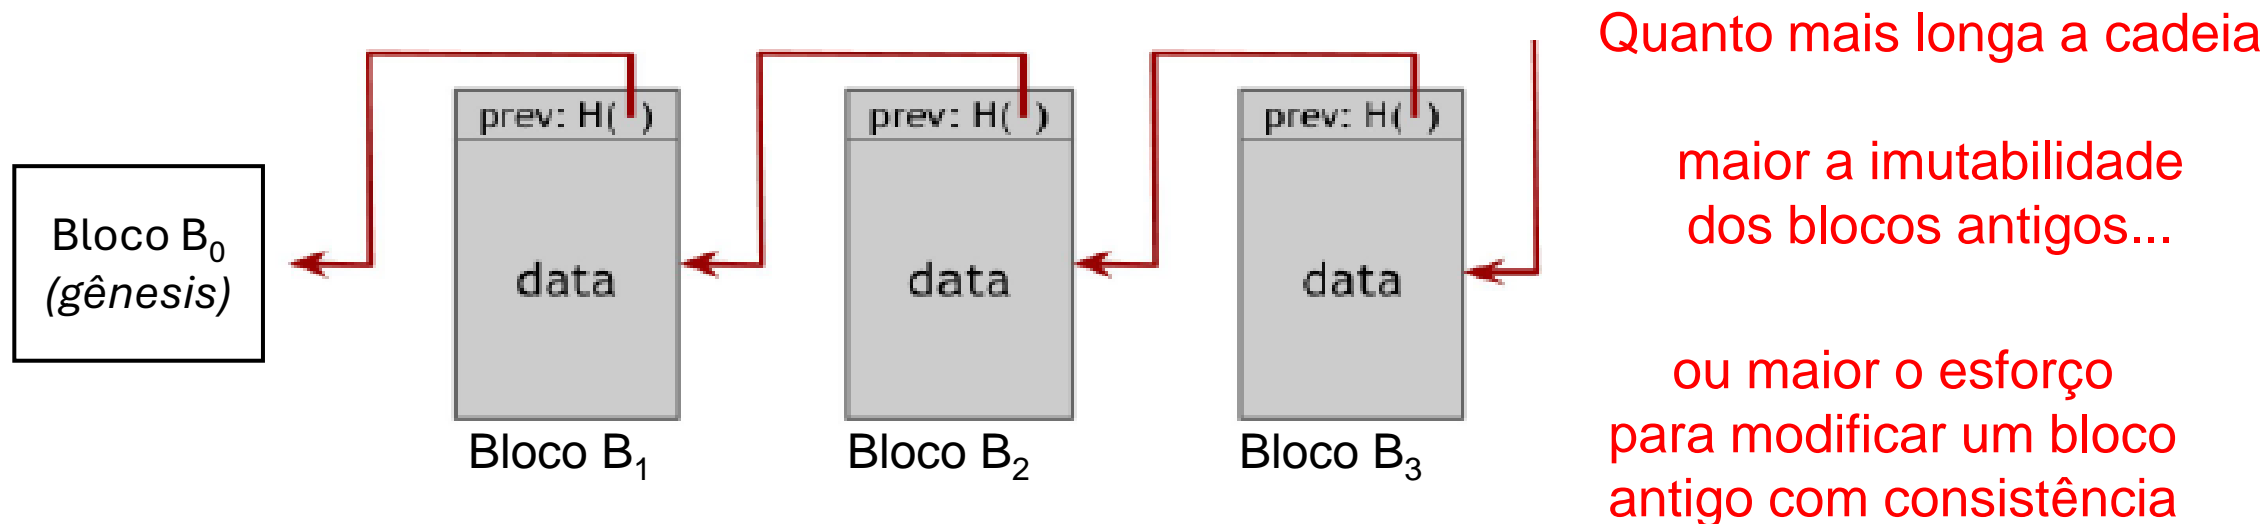 Quanto mais longa a cadeia
maior a imutabilidade
dos blocos antigos...
ou maior o esforço
para modificar um bloco
antigo com consistência
Bloco B₀
(gênesis)
prev: H( )
data
Bloco B₁
prev: H( )
data
Bloco B₂
prev: H( )
data
Bloco B₃